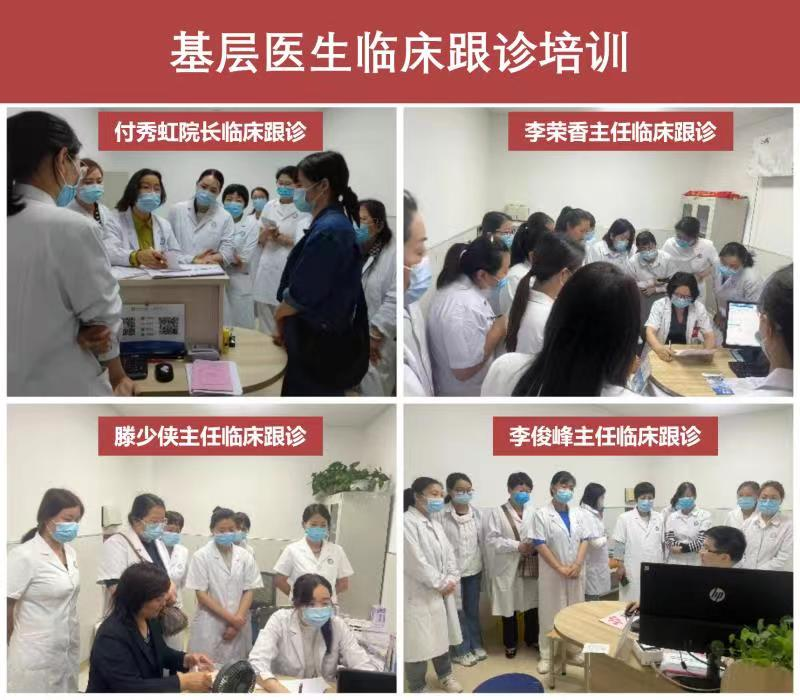 基层医生临床跟诊培训
付秀虹院长临床跟诊
李荣香主任临床跟诊
滕少侠主任临床跟诊
李俊峰主任临床跟诊
hp